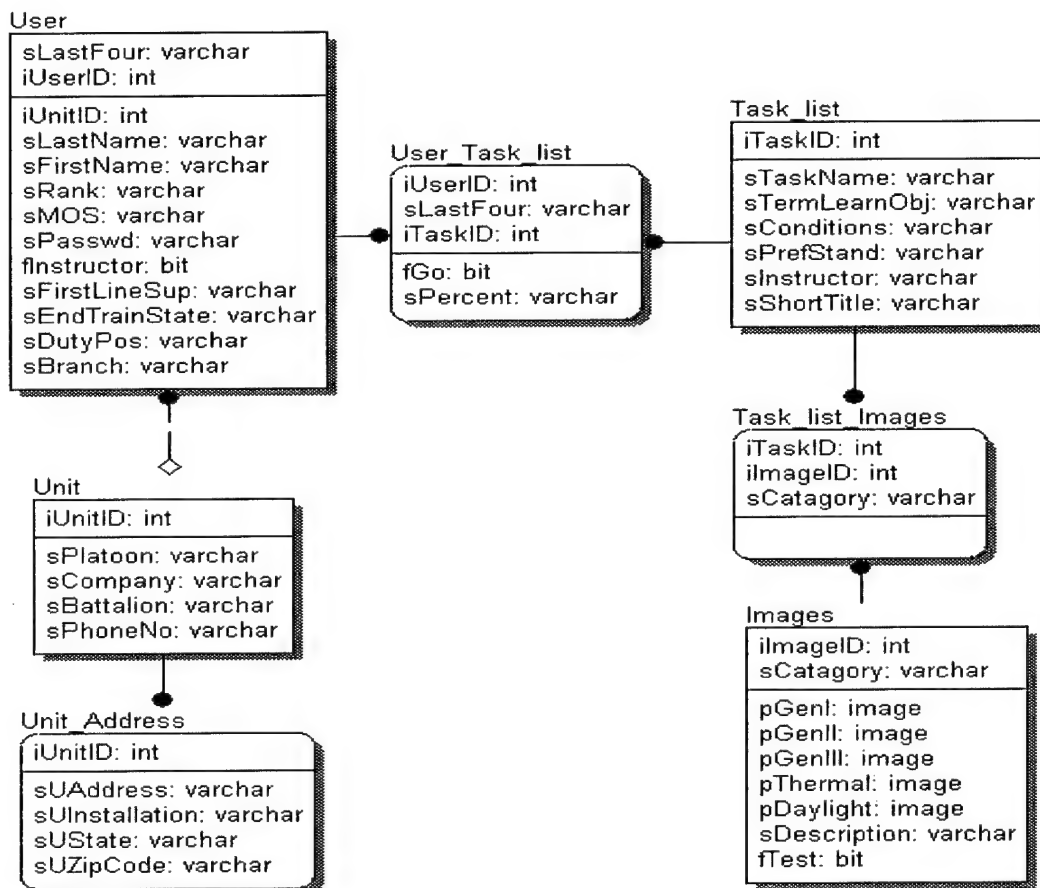 User
sLastFour: varchar
iUserID: int
iUnitID: int
sLastName: varchar
sFirstName: varchar
sRank: varchar
sMOS: varchar
sPasswd: varchar
fInstructor: bit
sFirstLineSup: varchar
sEndTrainState: varchar
sDutyPos: varchar
sBranch: varchar
User_Task_list
iUserID: int
sLastFour: varchar
iTaskID: int
fGo: bit
sPercent: varchar
Task_list
iTaskID: int
sTaskName: varchar
sTermLearnObj: varchar
sConditions: varchar
sPrefStand: varchar
sInstructor: varchar
sShortTitle: varchar
Task_list_Images
iTaskID: int
iImageID: int
sCatagory: varchar
Unit
iUnitID: int
sPlatoon: varchar
sCompany: varchar
sBattalion: varchar
sPhoneNo: varchar
Unit_Address
iUnitID: int
sUAddress: varchar
sUInstallation: varchar
sUState: varchar
sUZipCode: varchar
Images
iImageID: int
sCatagory: varchar
pGenI: image
pGenII: image
pGenIII: image
pThermal: image
pDaylight: image
sDescription: varchar
fTest: bit